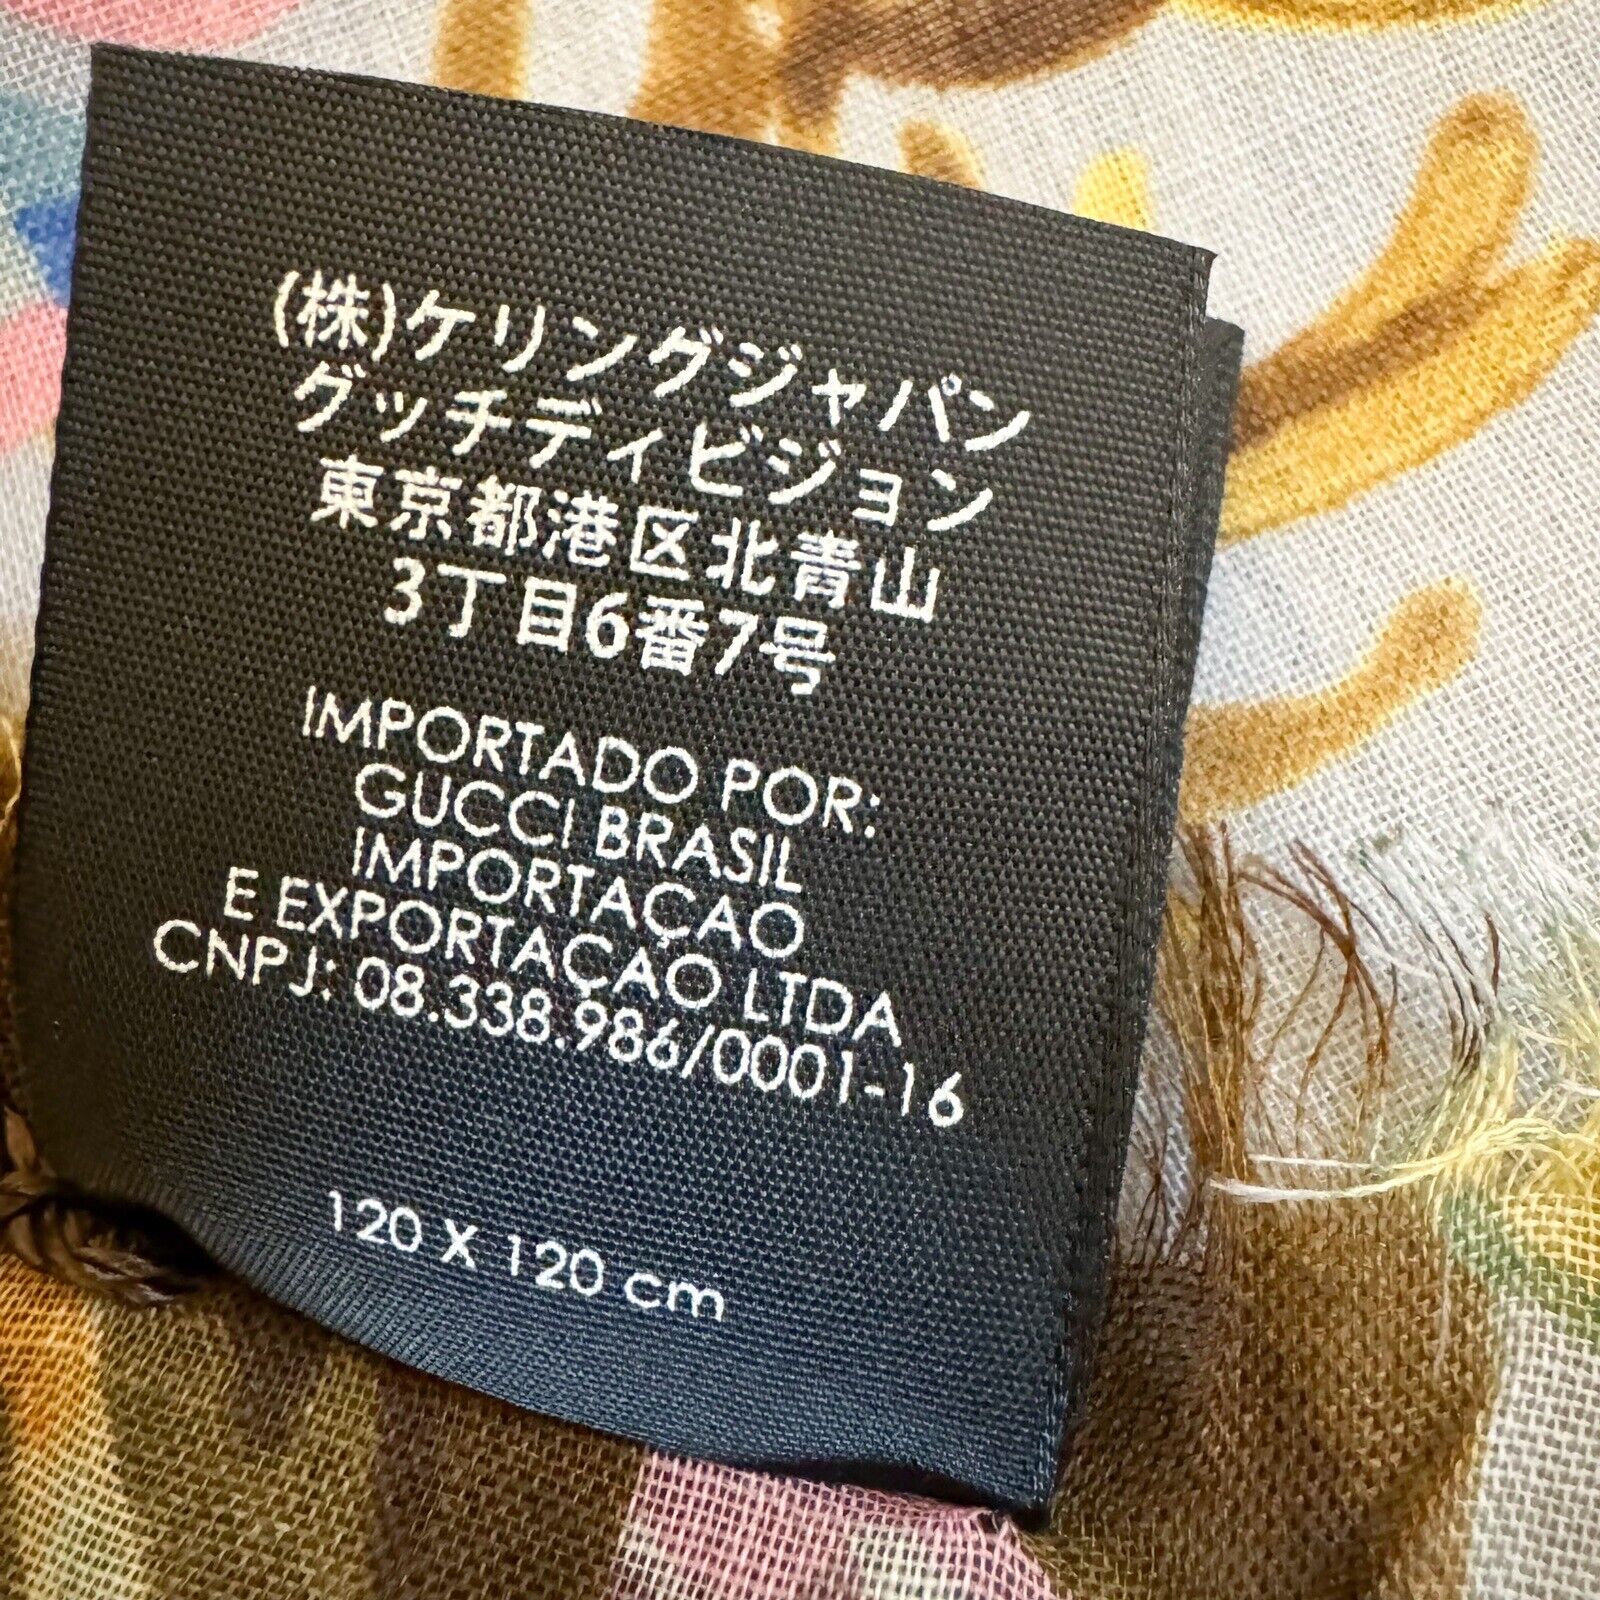 (株)ケリングジャパン
グッチディビジョン
東京都港区北青山
3丁目6番7号
IMPORTADO POR:
GUCCI BRASIL
IMPORTAÇAO
E EXPORTAÇAO LTDA
CNPJ: 08.338.986/0001-16
120 X 120 cm